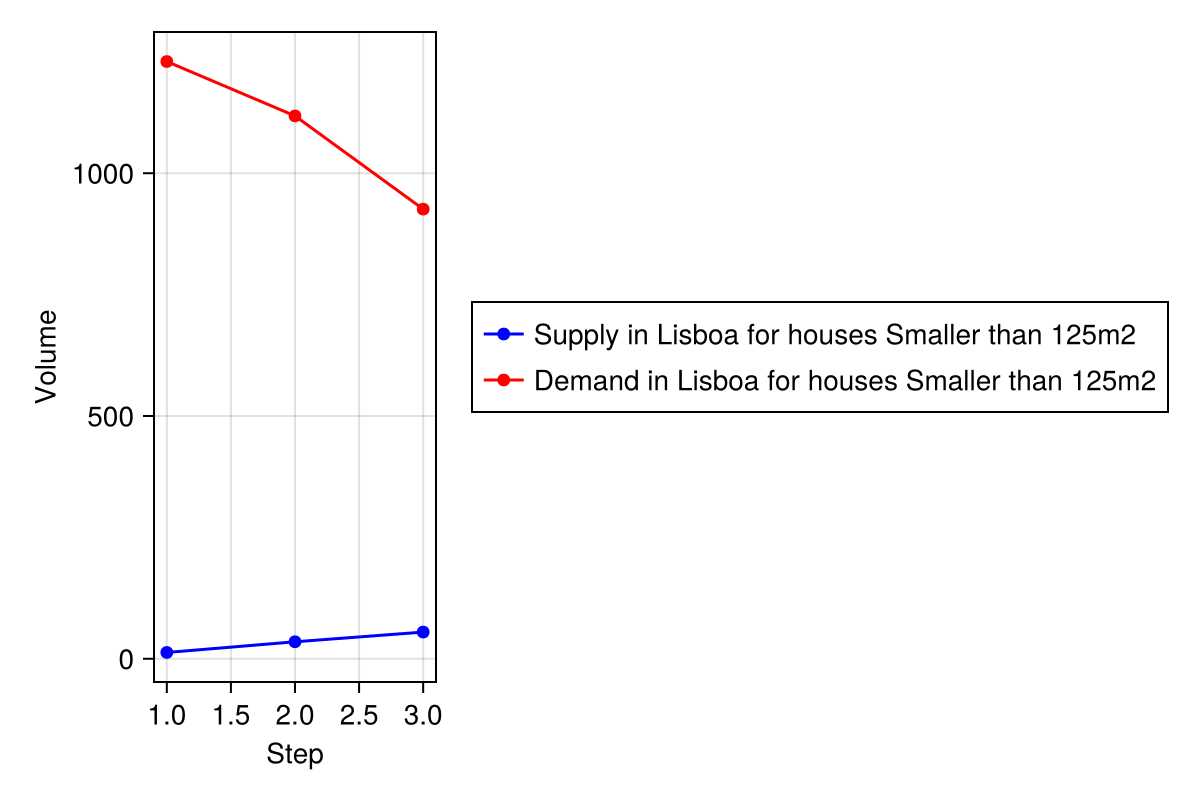 Volume
1000
500
0
1.0 1.5 2.0 2.5 3.0
Step
Supply in Lisboa for houses Smaller than 125m2
Demand in Lisboa for houses Smaller than 125m2